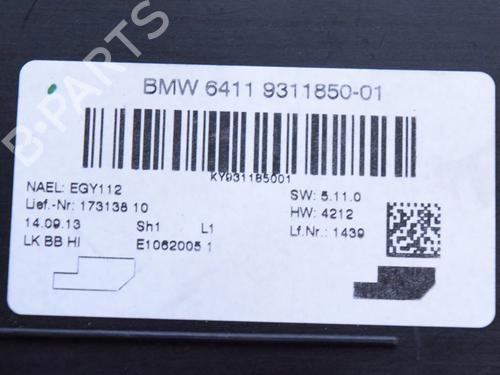 BMW 6411 9311850-01
KY931185001
NAEL: EGY112
Lief.-Nr: 173138 10
14.09.13 Sh1 L1
LK BB HI E1062005 1
SW: 5.11.0
HW: 4212
Lf.Nr.: 1439
B-PARTS
B-PARTS